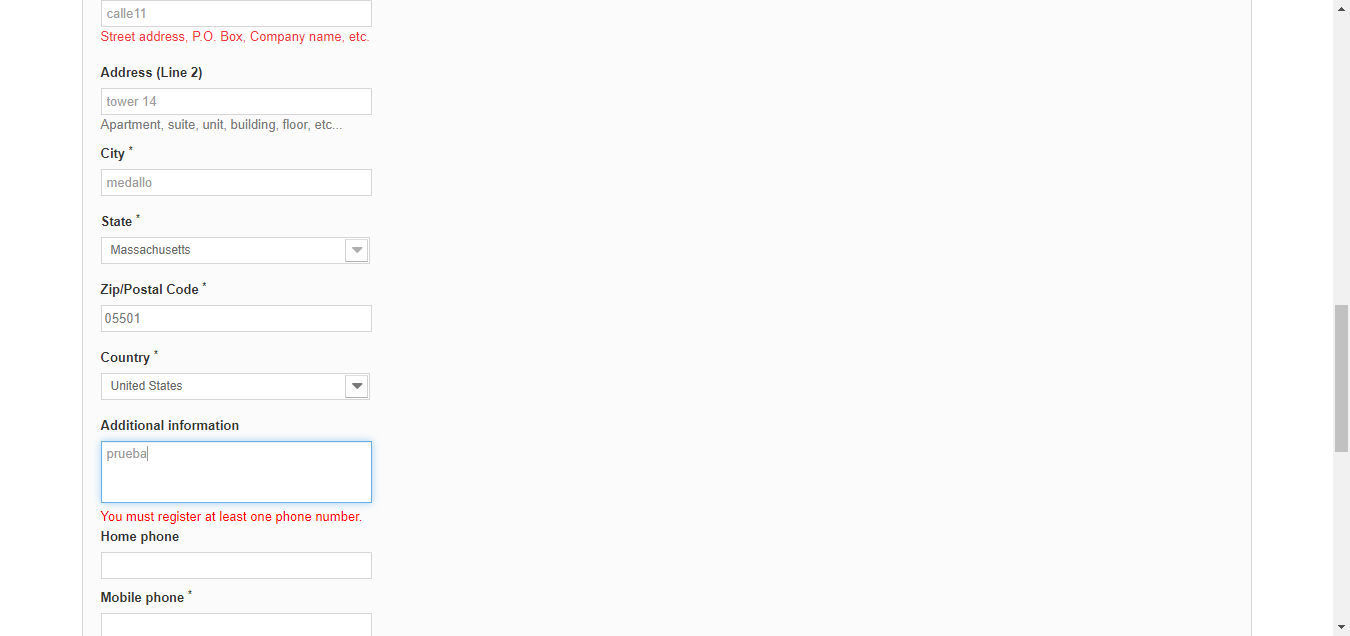 calle11
Street address, P.O. Box, Company name, etc.
Address (Line 2)
tower 14
Apartment, suite, unit, building, floor, etc...
City *
medallo
State *
Massachusetts
Zip/Postal Code *
05501
Country *
United States
Additional information
prueba
You must register at least one phone number.
Home phone
Mobile phone *